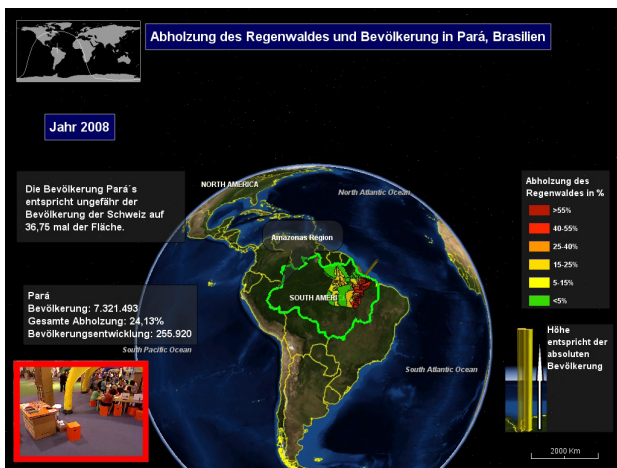 Abholzung des Regenwaldes und Bevölkerung in Pará, Brasilien
Jahr 2008
Die Bevölkerung Pará´s
entspricht ungefähr der
Bevölkerung der Schweiz auf
36,75 mal der Fläche.
NORTH AMERICA
North Atlantic Ocean
Amazonas Region
SOUTH AMERI
Abholzung des
Regenwaldes in %
>55%
40-55%
25-40%
15-25%
5-15%
<5%
Pará
Bevölkerung: 7.321.493
Gesamte Abholzung: 24,13%
Bevölkerungsentwicklung: 255.920
South Pacific Ocean
South Atlantic Ocean
Höhe
entspricht der
absoluten
Bevölkerung
2000 Km